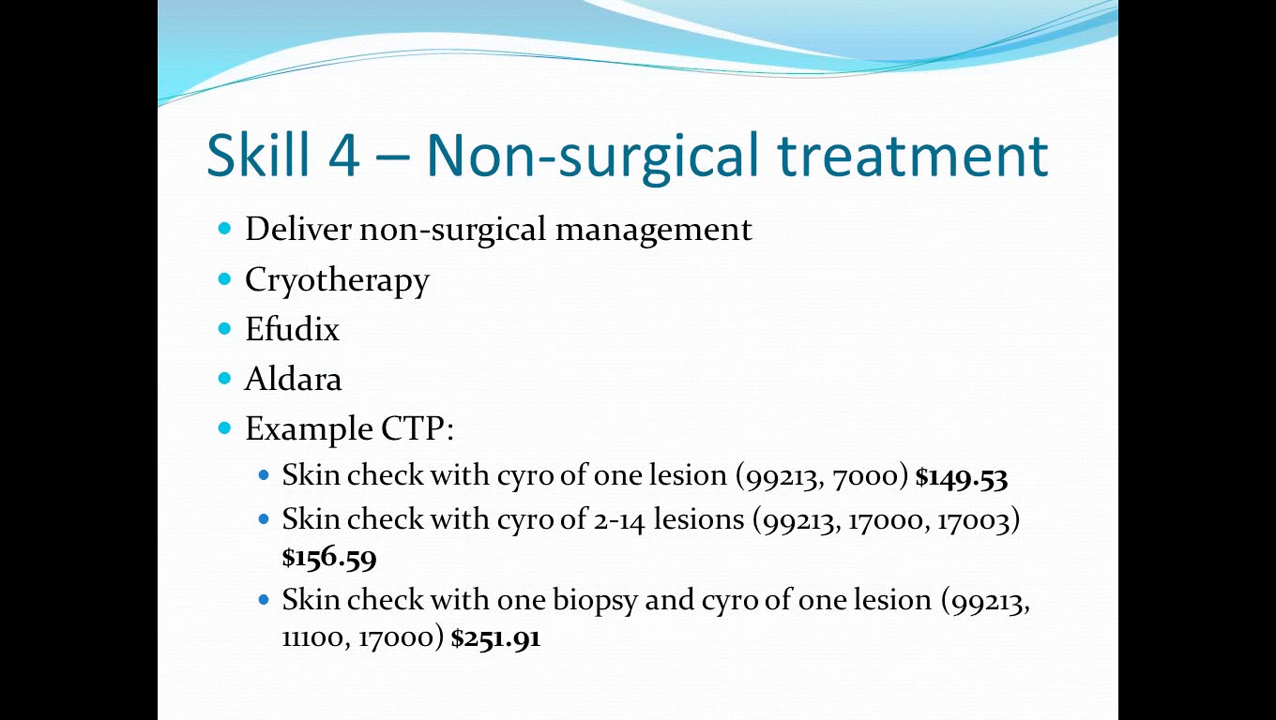 Skill 4 – Non-surgical treatment
Deliver non-surgical management
Cryotherapy
Efudix
Aldara
Example CTP:
Skin check with cyro of one lesion (99213, 7000) $149.53
Skin check with cyro of 2-14 lesions (99213, 17000, 17003)
$156.59
Skin check with one biopsy and cyro of one lesion (99213,
11100, 17000) $251.91